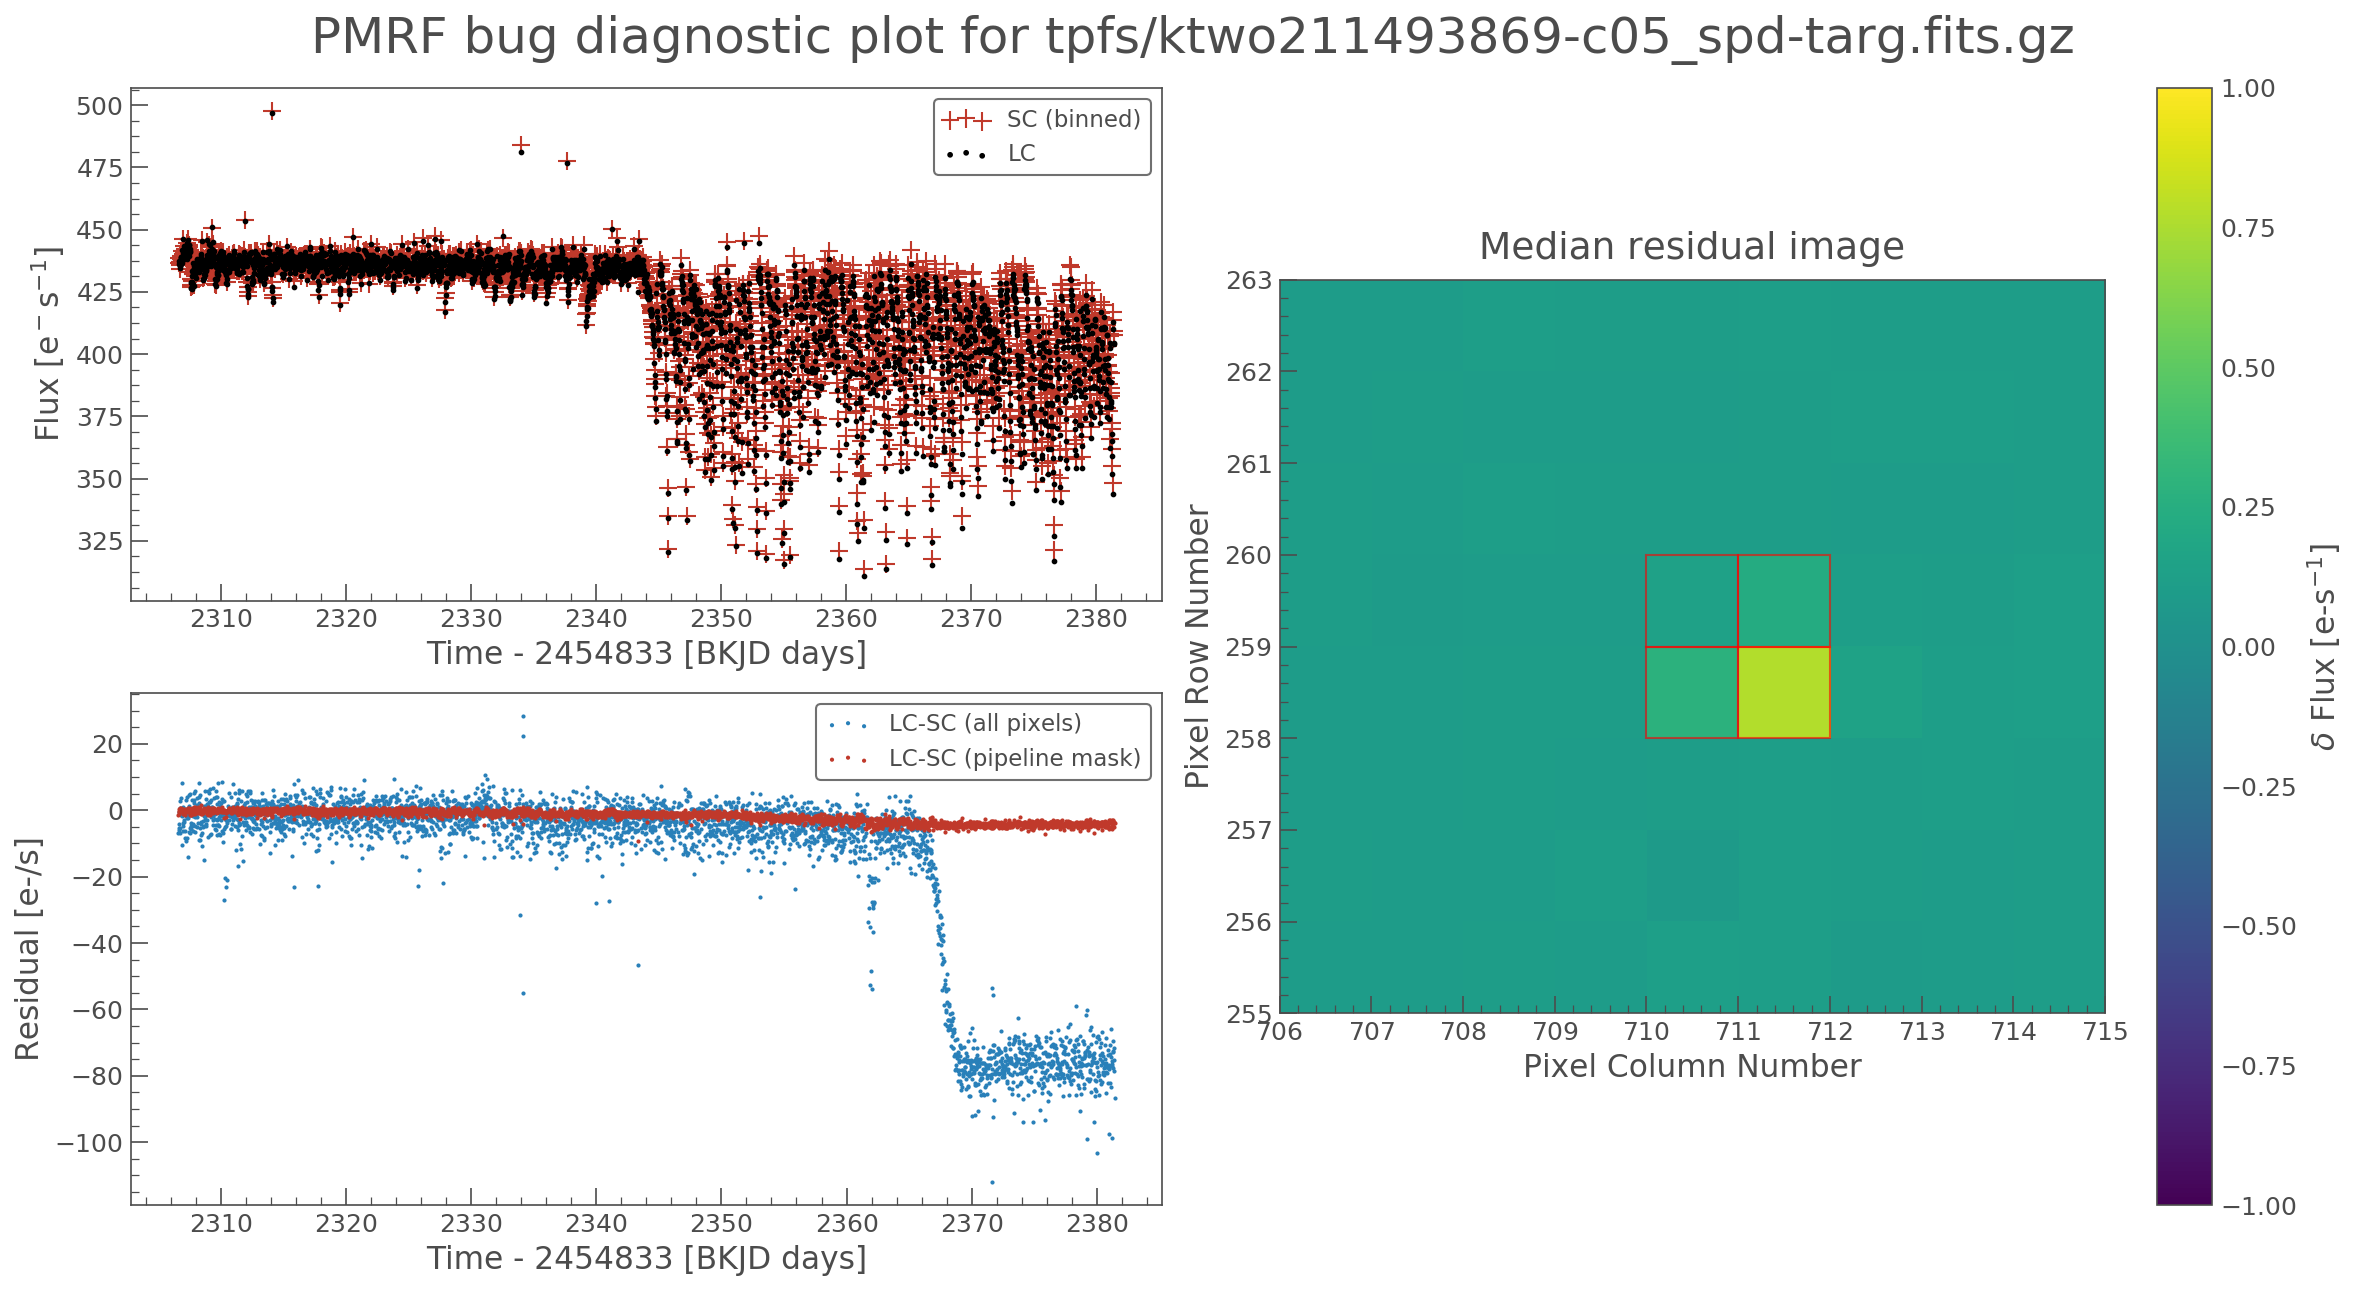 PMRF bug diagnostic plot for tpfs/ktwo211493869-c05_spd-targ.fits.gz
500
475
450
425
400
375
350
325
Flux [e⁻ s⁻¹]
SC (binned)
LC
2310 2320 2330 2340 2350 2360 2370 2380
Time - 2454833 [BKJD days]
20
0
−20
−40
−60
−80
−100
Residual [e-/s]
LC-SC (all pixels)
LC-SC (pipeline mask)
2310 2320 2330 2340 2350 2360 2370 2380
Time - 2454833 [BKJD days]
Median residual image
263
262
261
260
259
258
257
256
255
Pixel Row Number
706 707 708 709 710 711 712 713 714 715
Pixel Column Number
1.00
0.75
0.50
0.25
0.00
−0.25
−0.50
−0.75
−1.00
δ Flux [e-s⁻¹]